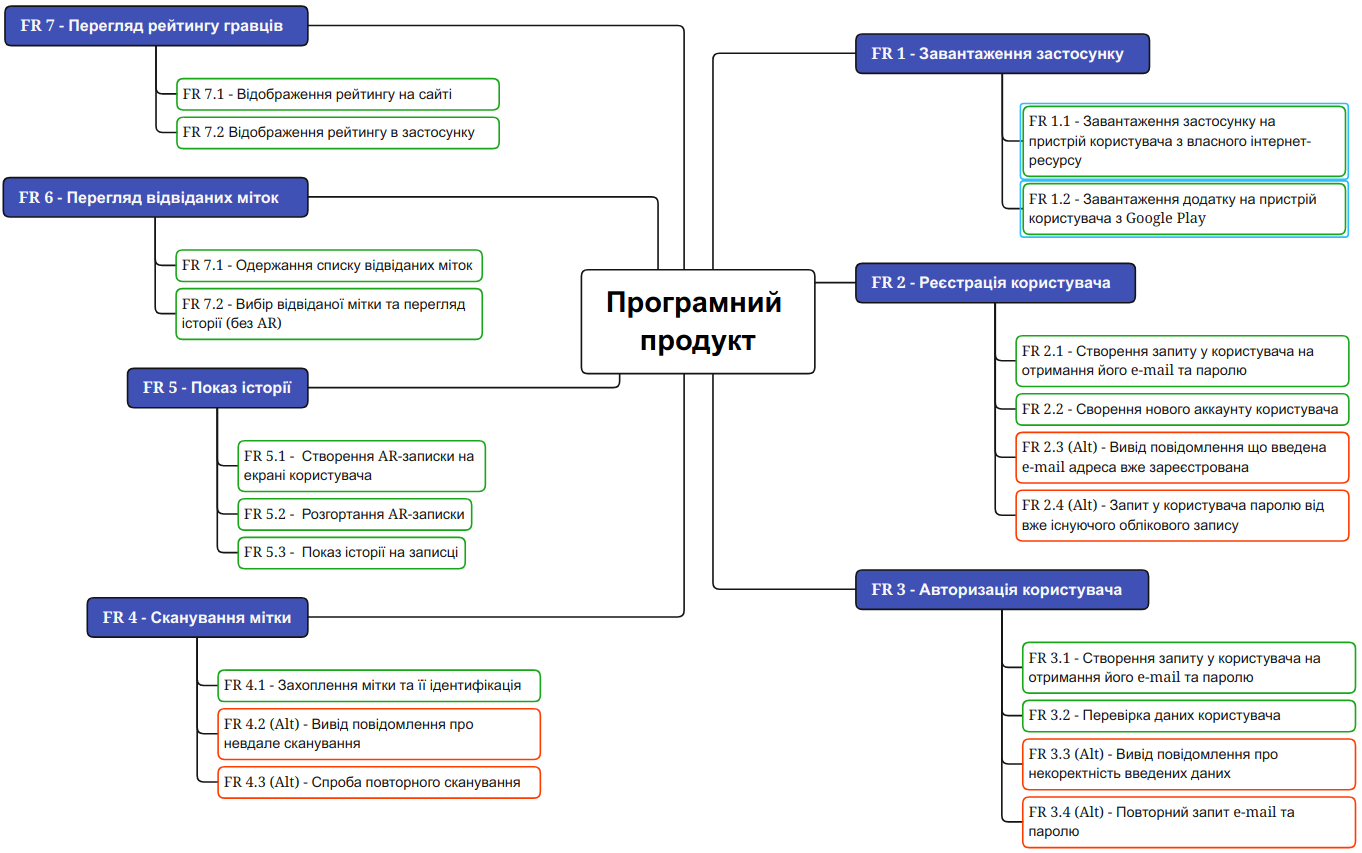 Програмний
продукт
FR 1 - Завантаження застосунку
FR 1.1 - Завантаження застосунку на
пристрій користувача з власного інтернет-
ресурсу
FR 1.2 - Завантаження додатку на пристрій
користувача з Google Play
FR 2 - Реєстрація користувача
FR 2.1 - Створення запиту у користувача на
отримання його e-mail та паролю
FR 2.2 - Сворення нового аккаунту користувача
FR 2.3 (Alt) - Вивід повідомлення що введена
e-mail адреса вже зареєстрована
FR 2.4 (Alt) - Запит у користувача паролю від
вже існуючого облікового запису
FR 3 - Авторизація користувача
FR 3.1 - Створення запиту у користувача на
отримання його e-mail та паролю
FR 3.2 - Перевірка даних користувача
FR 3.3 (Alt) - Вивід повідомлення про
некоректність введених даних
FR 3.4 (Alt) - Повторний запит e-mail та
паролю
FR 4 - Сканування мітки
FR 4.1 - Захоплення мітки та її ідентифікація
FR 4.2 (Alt) - Вивід повідомлення про
невдале сканування
FR 4.3 (Alt) - Спроба повторного сканування
FR 5 - Показ історії
FR 5.1 - Створення AR-записки на
екрані користувача
FR 5.2 - Розгортання AR-записки
FR 5.3 - Показ історії на записці
FR 6 - Перегляд відвіданих міток
FR 7.1 - Одержання списку відвіданих міток
FR 7.2 - Вибір відвіданої мітки та перегляд
історії (без AR)
FR 7 - Перегляд рейтингу гравців
FR 7.1 - Відображення рейтингу на сайті
FR 7.2 Відображення рейтингу в застосунку